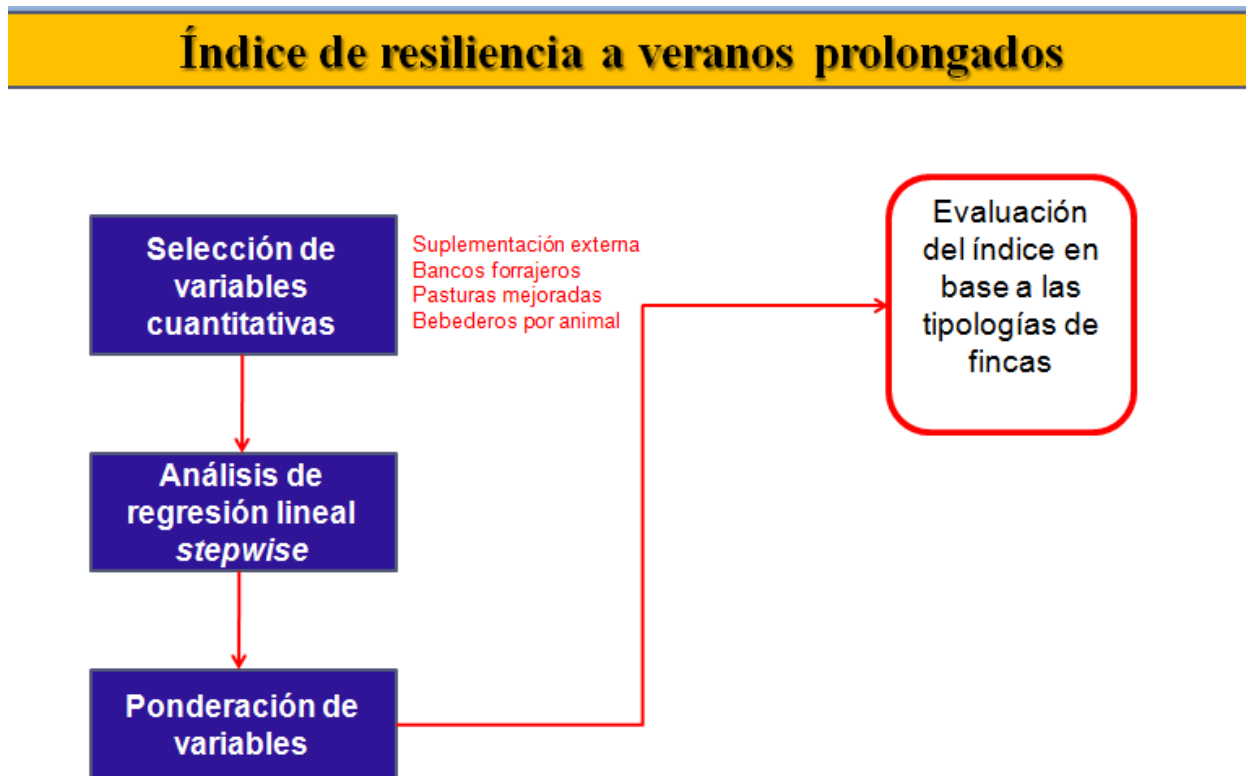 Índice de resiliencia a veranos prolongados
Selección de
variables
cuantitativas
Suplementación externa
Bancos forrajeros
Pasturas mejoradas
Bebederos por animal
Análisis de
regresión lineal
stepwise
Ponderación de
variables
Evaluación
del índice en
base a las
tipologías de
fincas